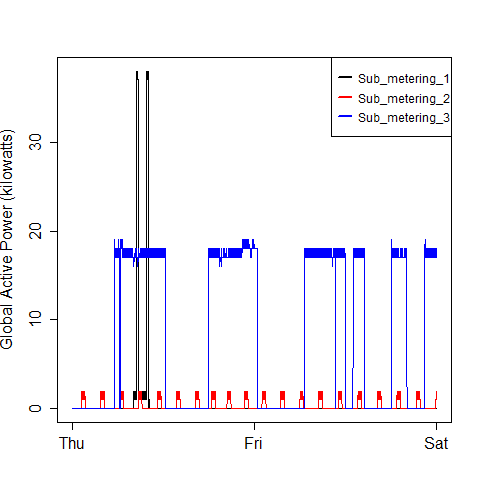 Sub_metering_1
Sub_metering_2
Sub_metering_3
Global Active Power (kilowatts)
30
20
10
0
Thu Fri Sat